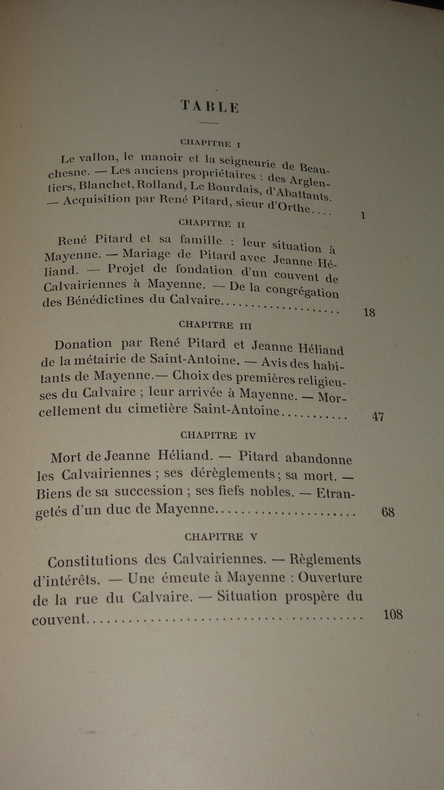 TABLE
CHAPITRE I
Le vallon, le manoir et la seigneurie de Beau-
chesne. — Les anciens propriétaires : des Arglen-
tiers, Blanchet, Rolland, Le Bourdais, d'Abattants.
— Acquisition par René Pitard, sieur d'Orthe.... 1
CHAPITRE II
René Pitard et sa famille : leur situation à
Mayenne. — Mariage de Pitard avec Jeanne Hé-
liand. — Projet de fondation d'un couvent de
Calvairiennes à Mayenne. — De la congrégation
des Bénédictines du Calvaire.................... 18
CHAPITRE III
Donation par René Pitard et Jeanne Héliand
de la métairie de Saint-Antoine. — Avis des habi-
tants de Mayenne. — Choix des premières religieu-
ses du Calvaire ; leur arrivée à Mayenne. — Mor-
cellement du cimetière Saint-Antoine........... 47
CHAPITRE IV
Mort de Jeanne Héliand. — Pitard abandonne
les Calvairiennes ; ses dérèglements ; sa mort. —
Biens de sa succession ; ses fiefs nobles. — Etran-
getés d'un duc de Mayenne...................... 68
CHAPITRE V
Constitutions des Calvairiennes. — Règlements
d'intérêts. — Une émeute à Mayenne : Ouverture
de la rue du Calvaire. — Situation prospère du
couvent........................................ 108